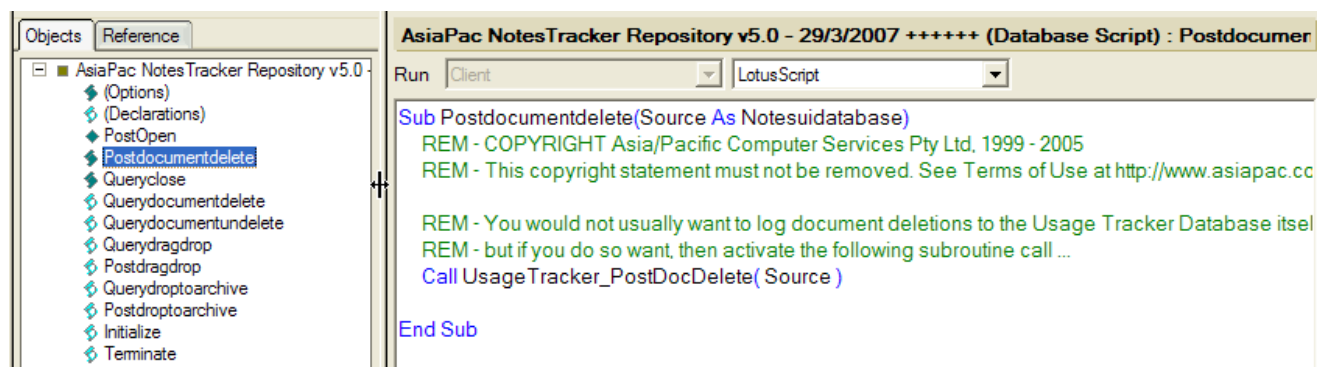 Objects Reference
AsiaPac NotesTracker Repository v5.0 -
(Options)
(Declarations)
PostOpen
Postdocumentdelete
Queryclose
Querydocumentdelete
Querydocumentundelete
Querydragdrop
Postdragdrop
Querydroptoarchive
Postdroptoarchive
Initialize
Terminate
AsiaPac NotesTracker Repository v5.0 - 29/3/2007 ++++++ (Database Script) : Postdocumen
Run Client LotusScript
Sub Postdocumentdelete(Source As Notesuidatabase)
REM - COPYRIGHT Asia/Pacific Computer Services Pty Ltd, 1999 - 2005
REM - This copyright statement must not be removed. See Terms of Use at http://www.asiapac.cc
REM - You would not usually want to log document deletions to the Usage Tracker Database itsel
REM - but if you do so want, then activate the following subroutine call ...
Call UsageTracker_PostDocDelete( Source )
End Sub